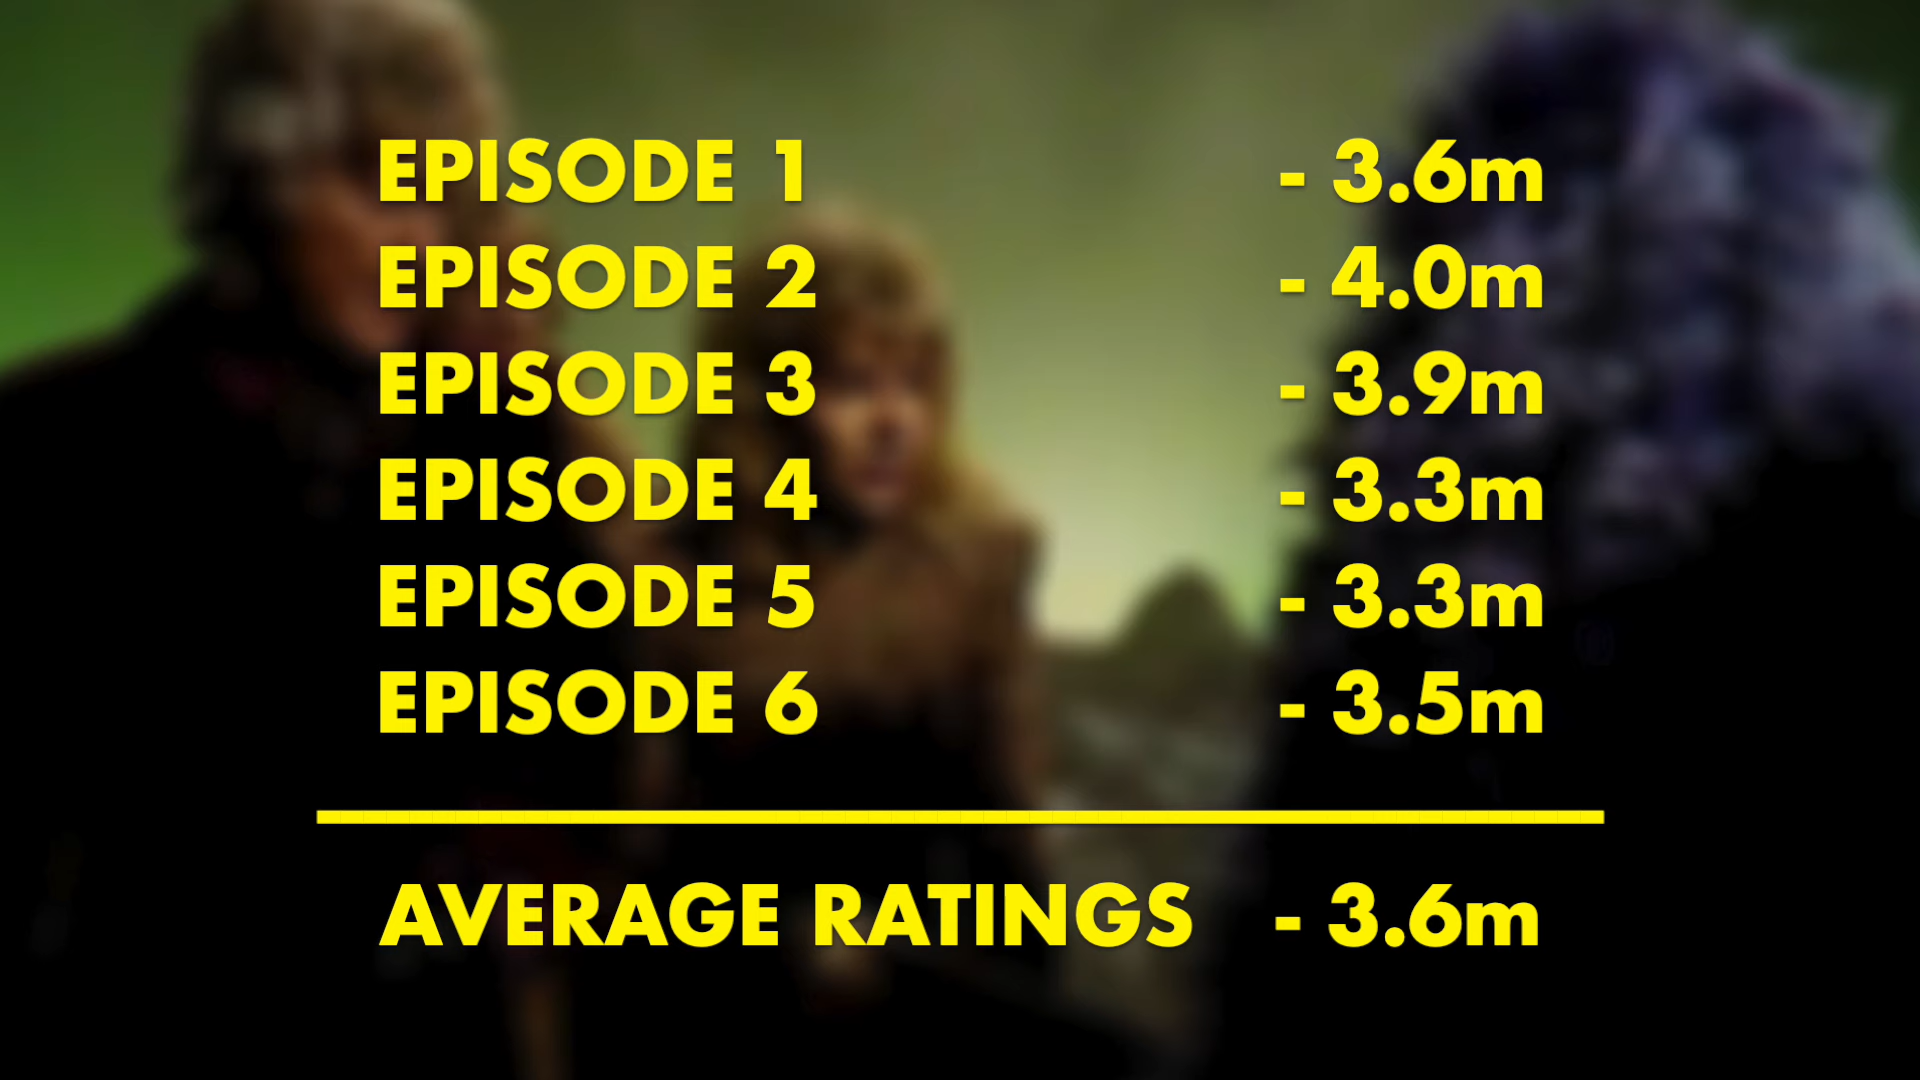 EPISODE 1 - 3.6m
EPISODE 2 - 4.0m
EPISODE 3 - 3.9m
EPISODE 4 - 3.3m
EPISODE 5 - 3.3m
EPISODE 6 - 3.5m
AVERAGE RATINGS - 3.6m